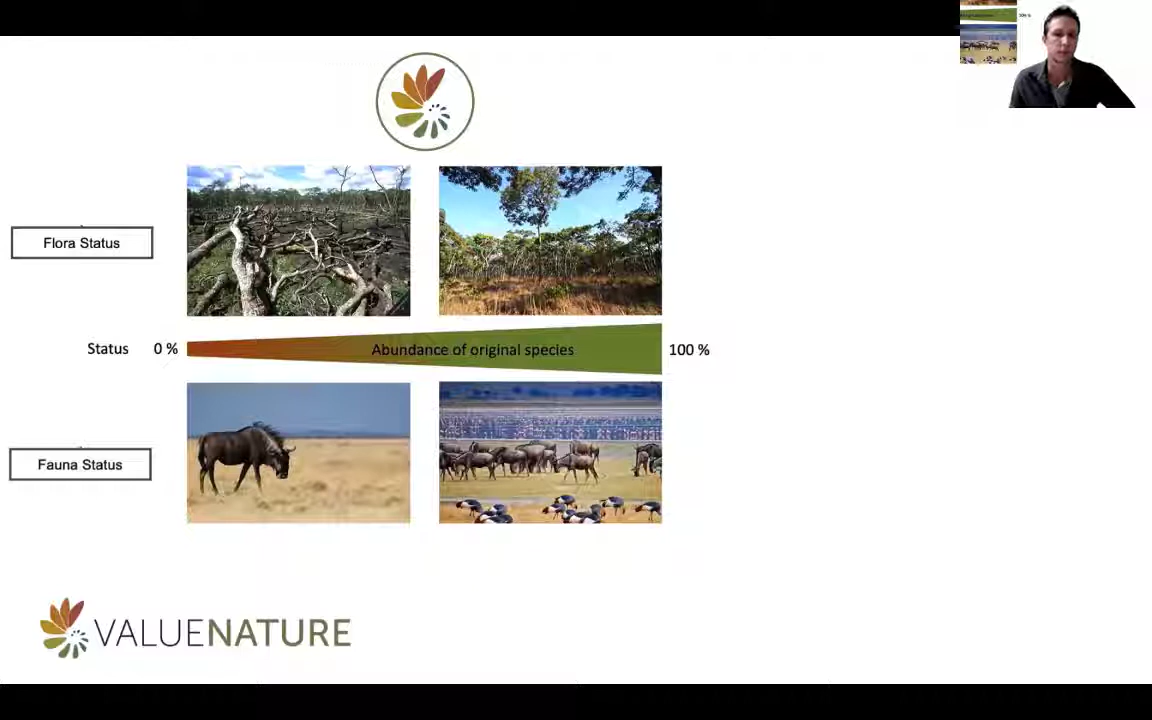 Flora Status
Status 0 % Abundance of original species 100 %
Fauna Status
VALUENATURE